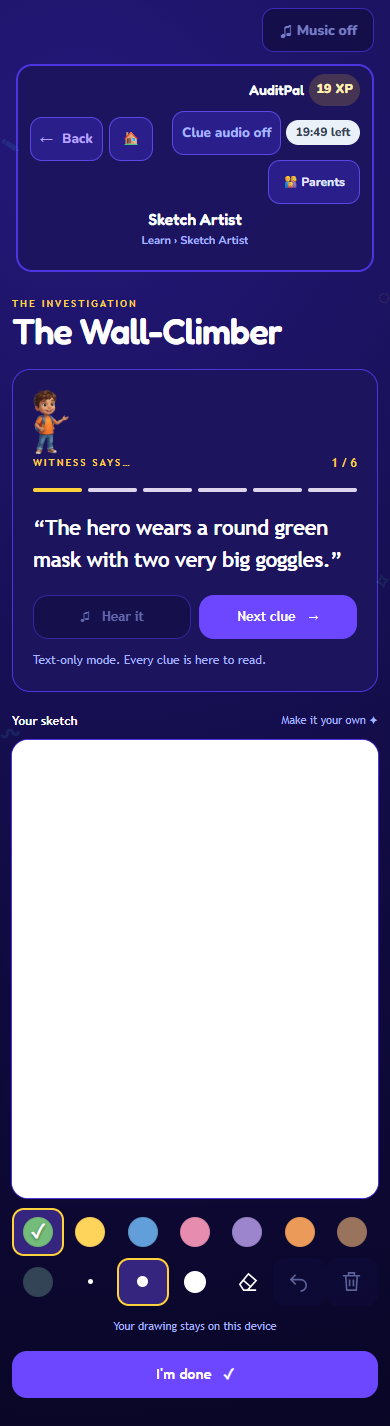 Music off
AuditPal 19 XP
← Back
Clue audio off
19:49 left
Parents
Sketch Artist
Learn › Sketch Artist
THE INVESTIGATION
The Wall-Climber
WITNESS SAYS...
1 / 6
“The hero wears a round green
mask with two very big goggles.”
Hear it
Next clue →
Text-only mode. Every clue is here to read.
Your sketch
Make it your own
Your drawing stays on this device
I'm done ✓